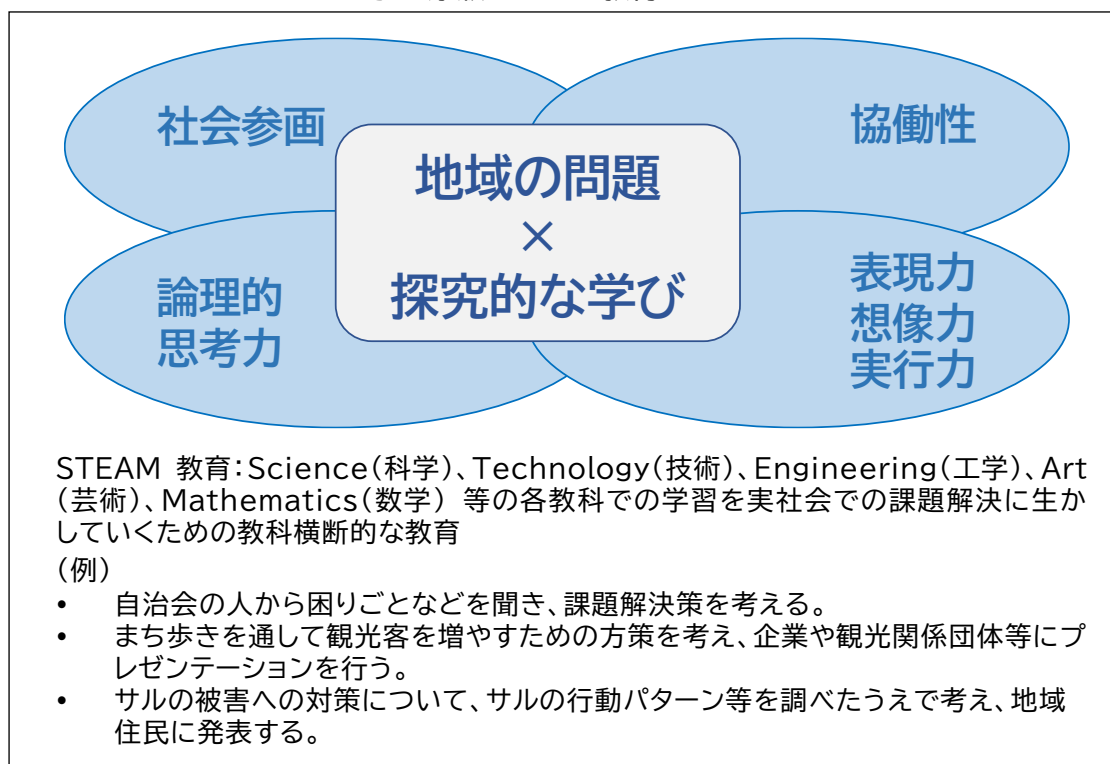 社会参画
協働性
地域の問題
×
探究的な学び
論理的
思考力
表現力
想像力
実行力
STEAM 教育：Science（科学）、Technology（技術）、Engineering（工学）、Art
（芸術）、Mathematics（数学） 等の各教科での学習を実社会での課題解決に生か
していくための教科横断的な教育
（例）
• 自治会の人から困りごとなどを聞き、課題解決策を考える。
• まち歩きを通して観光客を増やすための方策を考え、企業や観光関係団体等にプ
レゼンテーションを行う。
• サルの被害への対策について、サルの行動パターン等を調べたうえで考え、地域
住民に発表する。